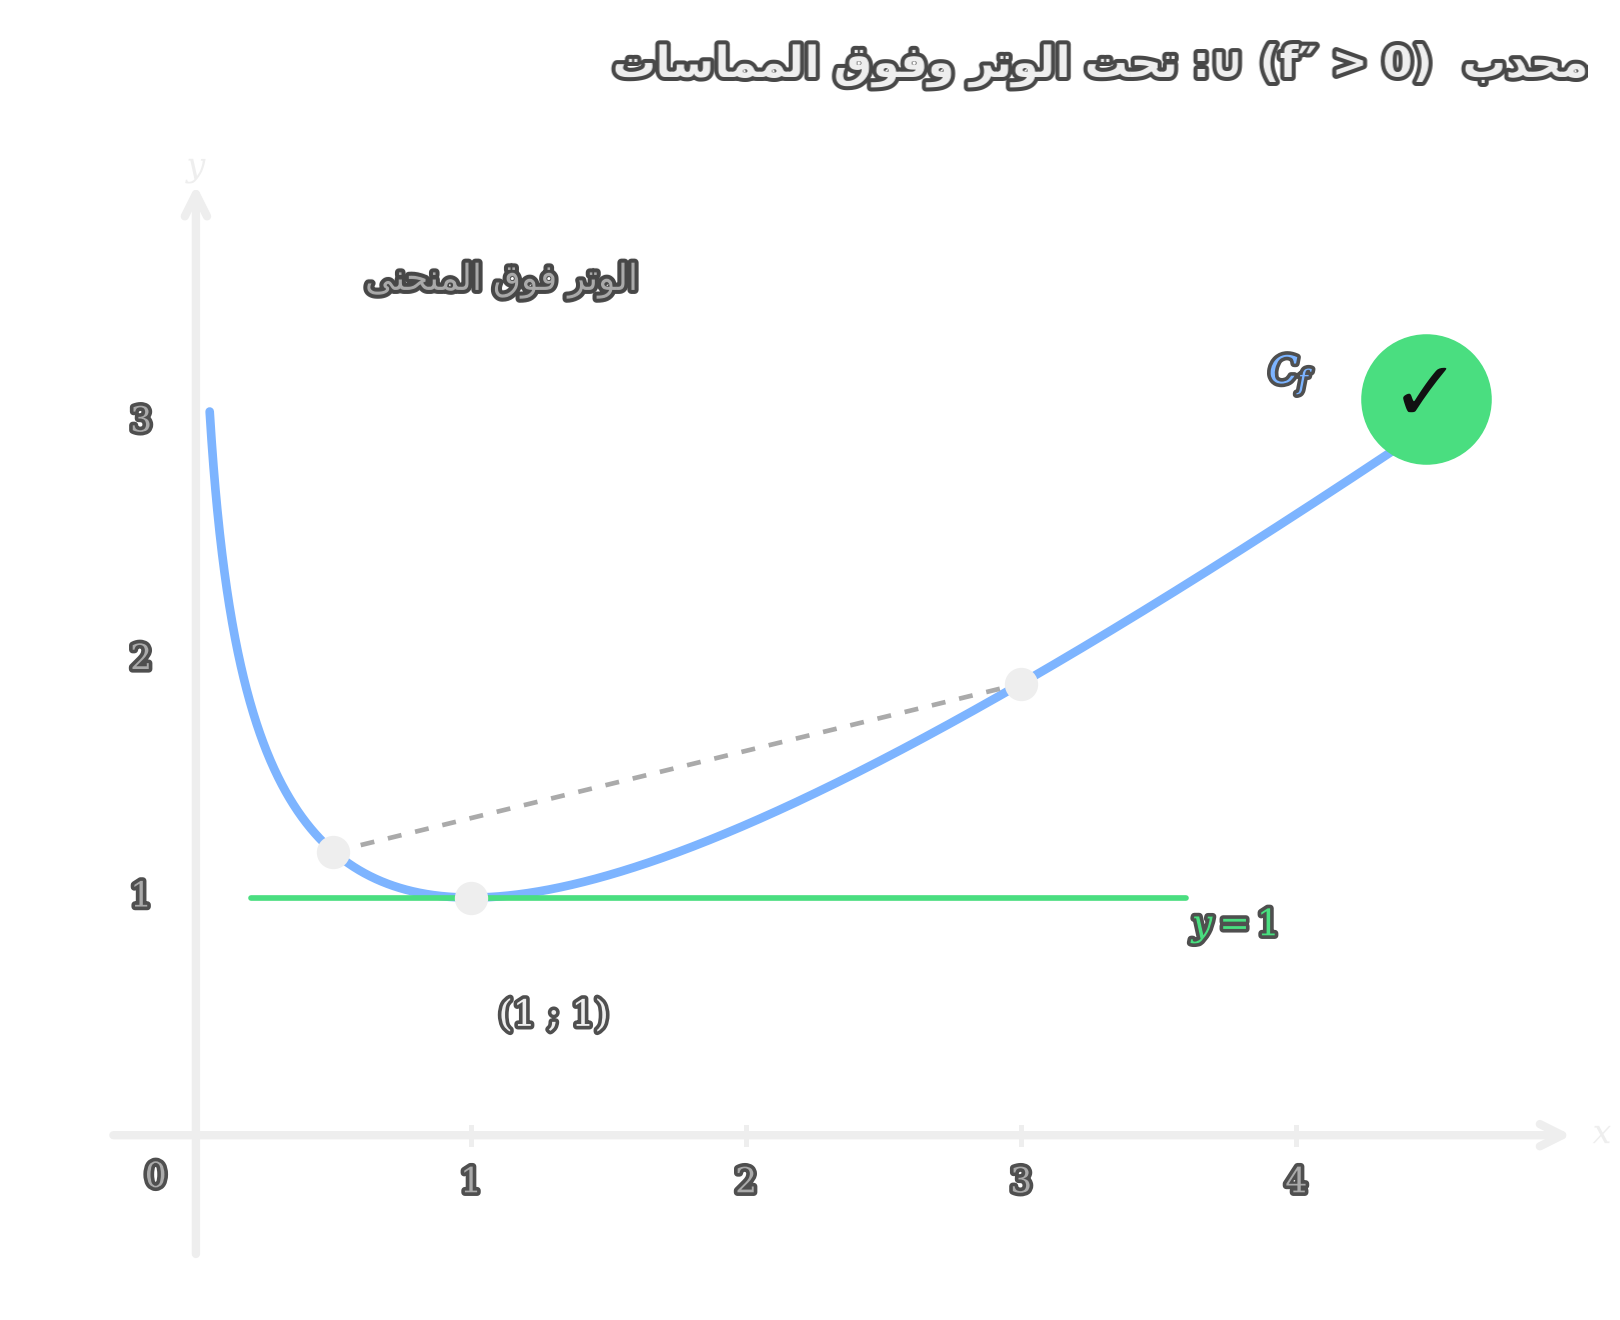 محدب ∪ (f″ > 0): تحت الوتر وفوق المماسات
y
الوتر فوق المنحنى
C_f
✓
3
2
1
y = 1
(1 ; 1)
x
0
1
2
3
4